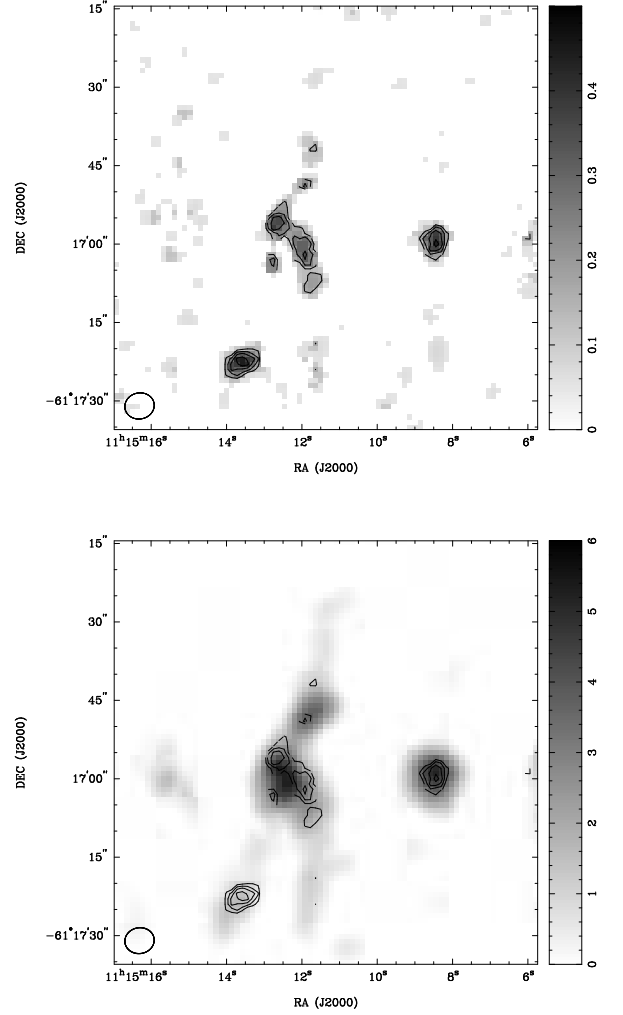 15″
30″
45″
17′00″
15″
−61°17′30″
DEC (J2000)
11ʰ15ᵐ16ˢ 14ˢ 12ˢ 10ˢ 8ˢ 6ˢ
RA (J2000)
0 0.1 0.2 0.3 0.4
15″
30″
45″
17′00″
15″
−61°17′30″
DEC (J2000)
11ʰ15ᵐ16ˢ 14ˢ 12ˢ 10ˢ 8ˢ 6ˢ
RA (J2000)
0 1 2 3 4 5 6